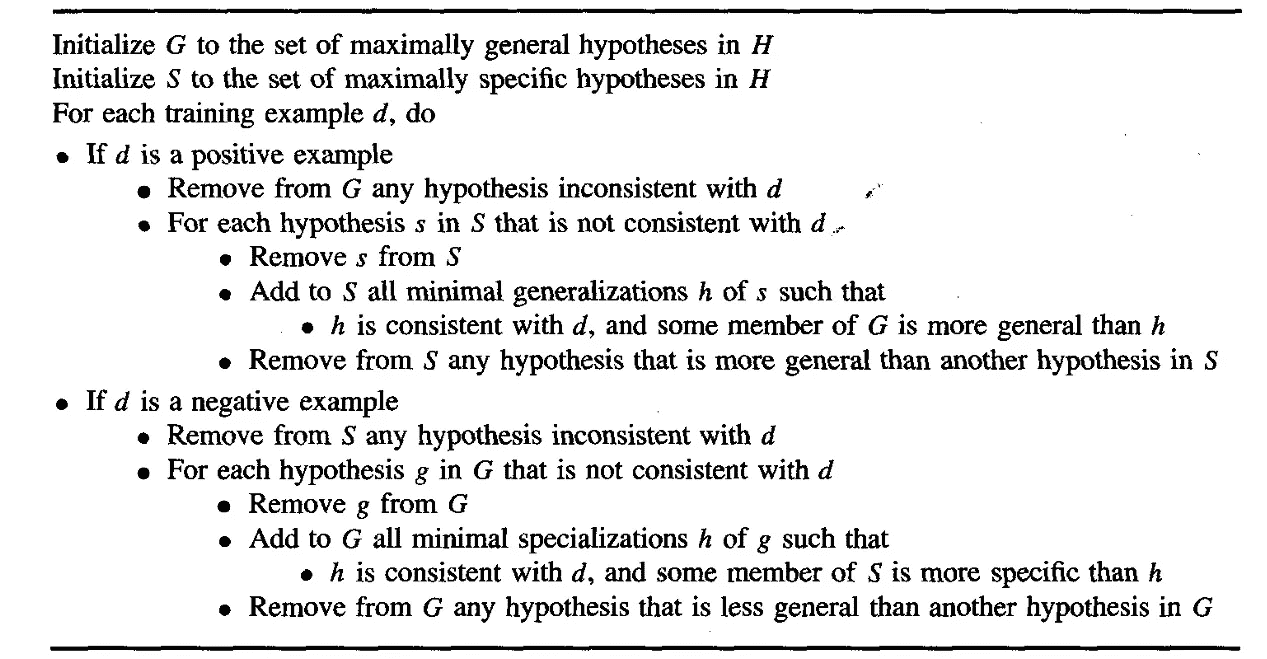 Initialize G to the set of maximally general hypotheses in H
Initialize S to the set of maximally specific hypotheses in H
For each training example d, do
• If d is a positive example
• Remove from G any hypothesis inconsistent with d
• For each hypothesis s in S that is not consistent with d
• Remove s from S
• Add to S all minimal generalizations h of s such that
• h is consistent with d, and some member of G is more general than h
• Remove from S any hypothesis that is more general than another hypothesis in S
• If d is a negative example
• Remove from S any hypothesis inconsistent with d
• For each hypothesis g in G that is not consistent with d
• Remove g from G
• Add to G all minimal specializations h of g such that
• h is consistent with d, and some member of S is more specific than h
• Remove from G any hypothesis that is less general than another hypothesis in G